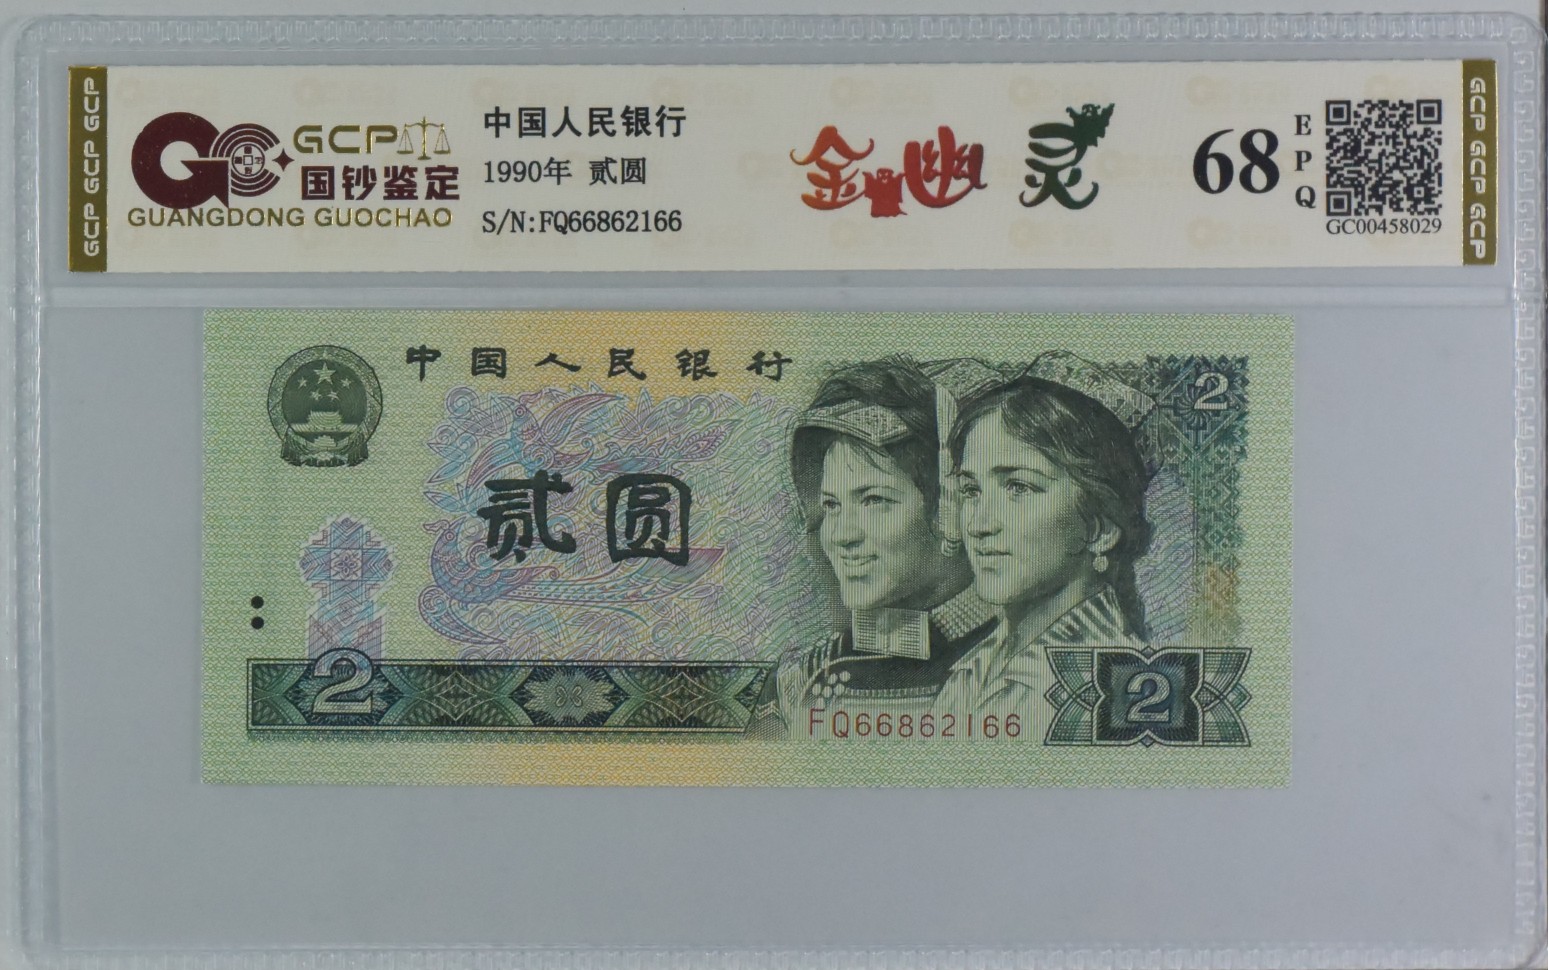 GCP GCP GCP
GCP
国钞鉴定
GUANGDONG GUOCHAO
中国人民银行
1990年 贰圆
S/N:FQ66862166
金幽灵
68
EPQ
GC00458029
GCP GCP GCP
中国人民银行
2
贰圆
2
FQ66862166
2